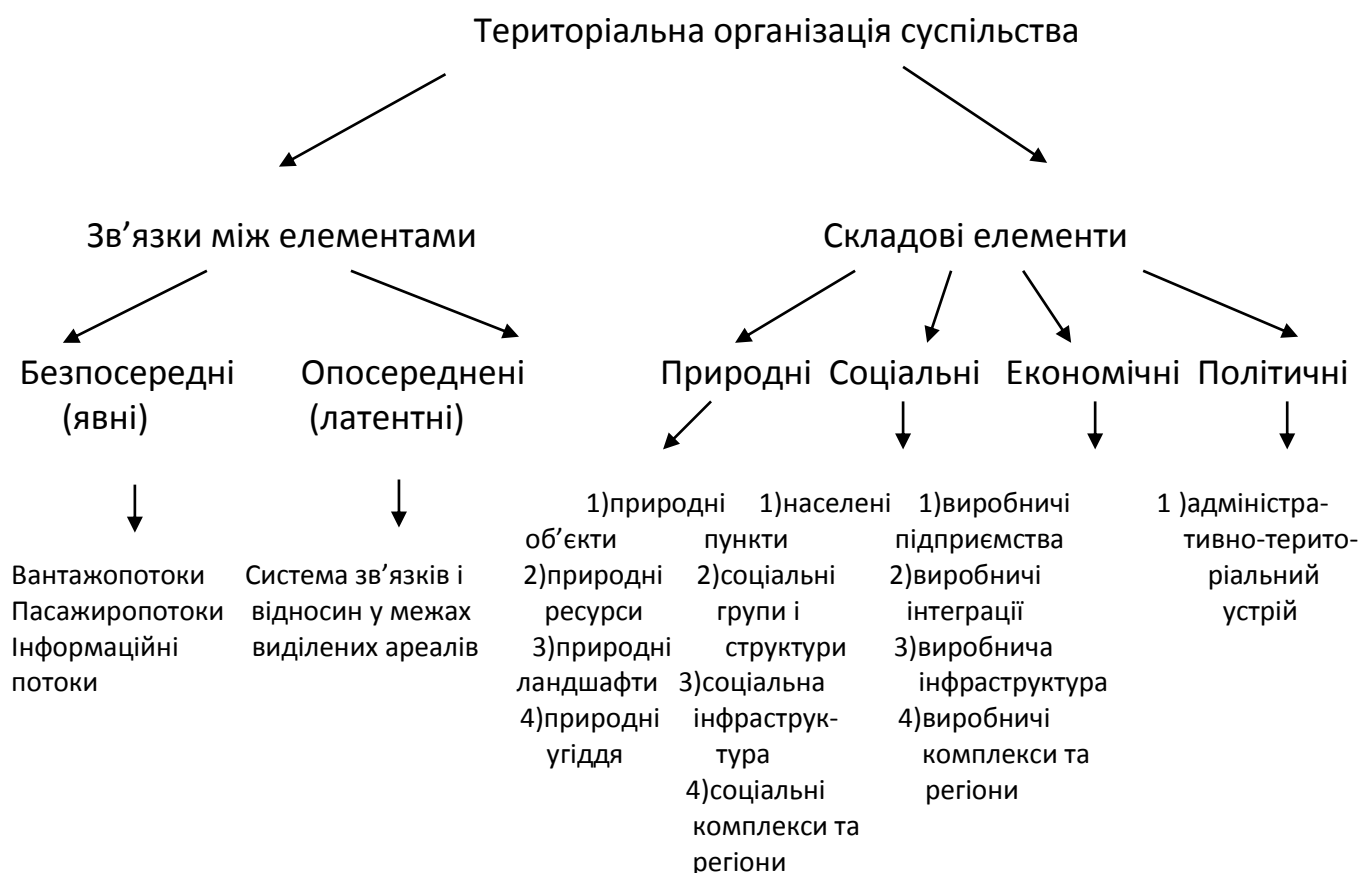 Територіальна організація суспільства
Зв’язки між елементами
Складові елементи
Безпосередні
(явні)
Опосереднені
(латентні)
Природні
Соціальні
Економічні
Політичні
Вантажопотоки
Пасажиропотоки
Інформаційні
потоки
Система зв’язків і
відносин у межах
виділених ареалів
1)природні
об’єкти
2)природні
ресурси
3)природні
ландшафти
4)природні
угіддя
1)населені
пункти
2)соціальні
групи і
структури
3)соціальна
інфраструк-
тура
4)соціальні
комплекси та
регіони
1)виробничі
підприємства
2)виробничі
інтеграції
3)виробнича
інфраструктура
4)виробничі
комплекси та
регіони
1 )адміністра-
тивно-терито-
ріальний
устрій